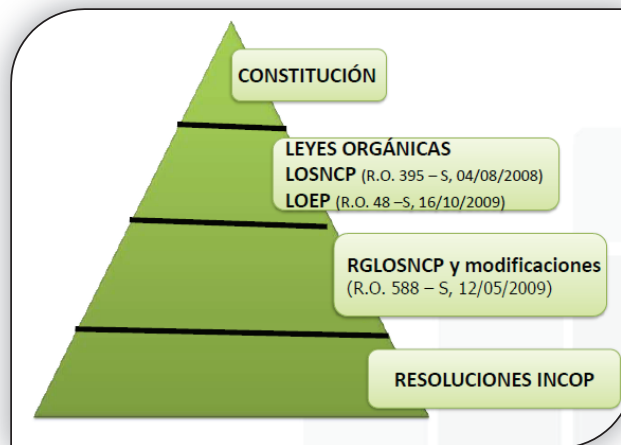 CONSTITUCIÓN
LEYES ORGÁNICAS
LOSNCP (R.O. 395 – S, 04/08/2008)
LOEP (R.O. 48 –S, 16/10/2009)
RGLOSNCP y modificaciones
(R.O. 588 – S, 12/05/2009)
RESOLUCIONES INCOP